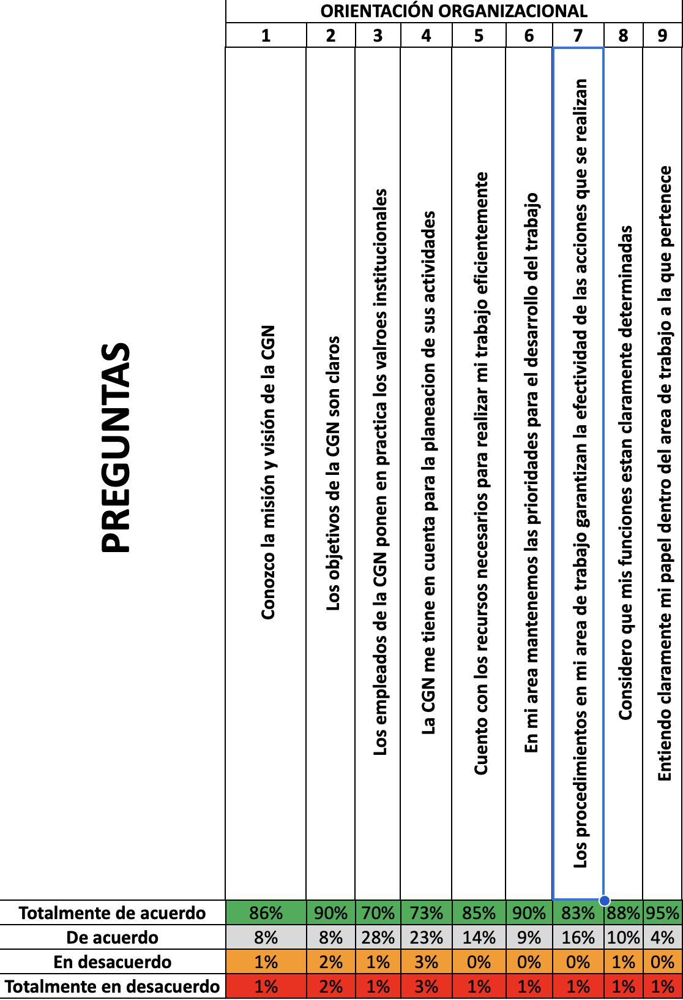 ORIENTACIÓN ORGANIZACIONAL
1 2 3 4 5 6 7 8 9
PREGUNTAS
Conozco la misión y visión de la CGN
Los objetivos de la CGN son claros
Los empleados de la CGN ponen en practica los valroes institucionales
La CGN me tiene en cuenta para la planeacion de sus actividades
Cuento con los recursos necesarios para realizar mi trabajo eficientemente
En mi area mantenemos las prioridades para el desarrollo del trabajo
Los procedimientos en mi area de trabajo garantizan la efectividad de las acciones que se realizan
Considero que mis funciones estan claramente determinadas
Entiendo claramente mi papel dentro del area de trabajo a la que pertenece
Totalmente de acuerdo 86% 90% 70% 73% 85% 90% 83% 88% 95%
De acuerdo 8% 8% 28% 23% 14% 9% 16% 10% 4%
En desacuerdo 1% 2% 1% 3% 0% 0% 0% 1% 0%
Totalmente en desacuerdo 1% 2% 1% 3% 1% 1% 1% 1% 1%